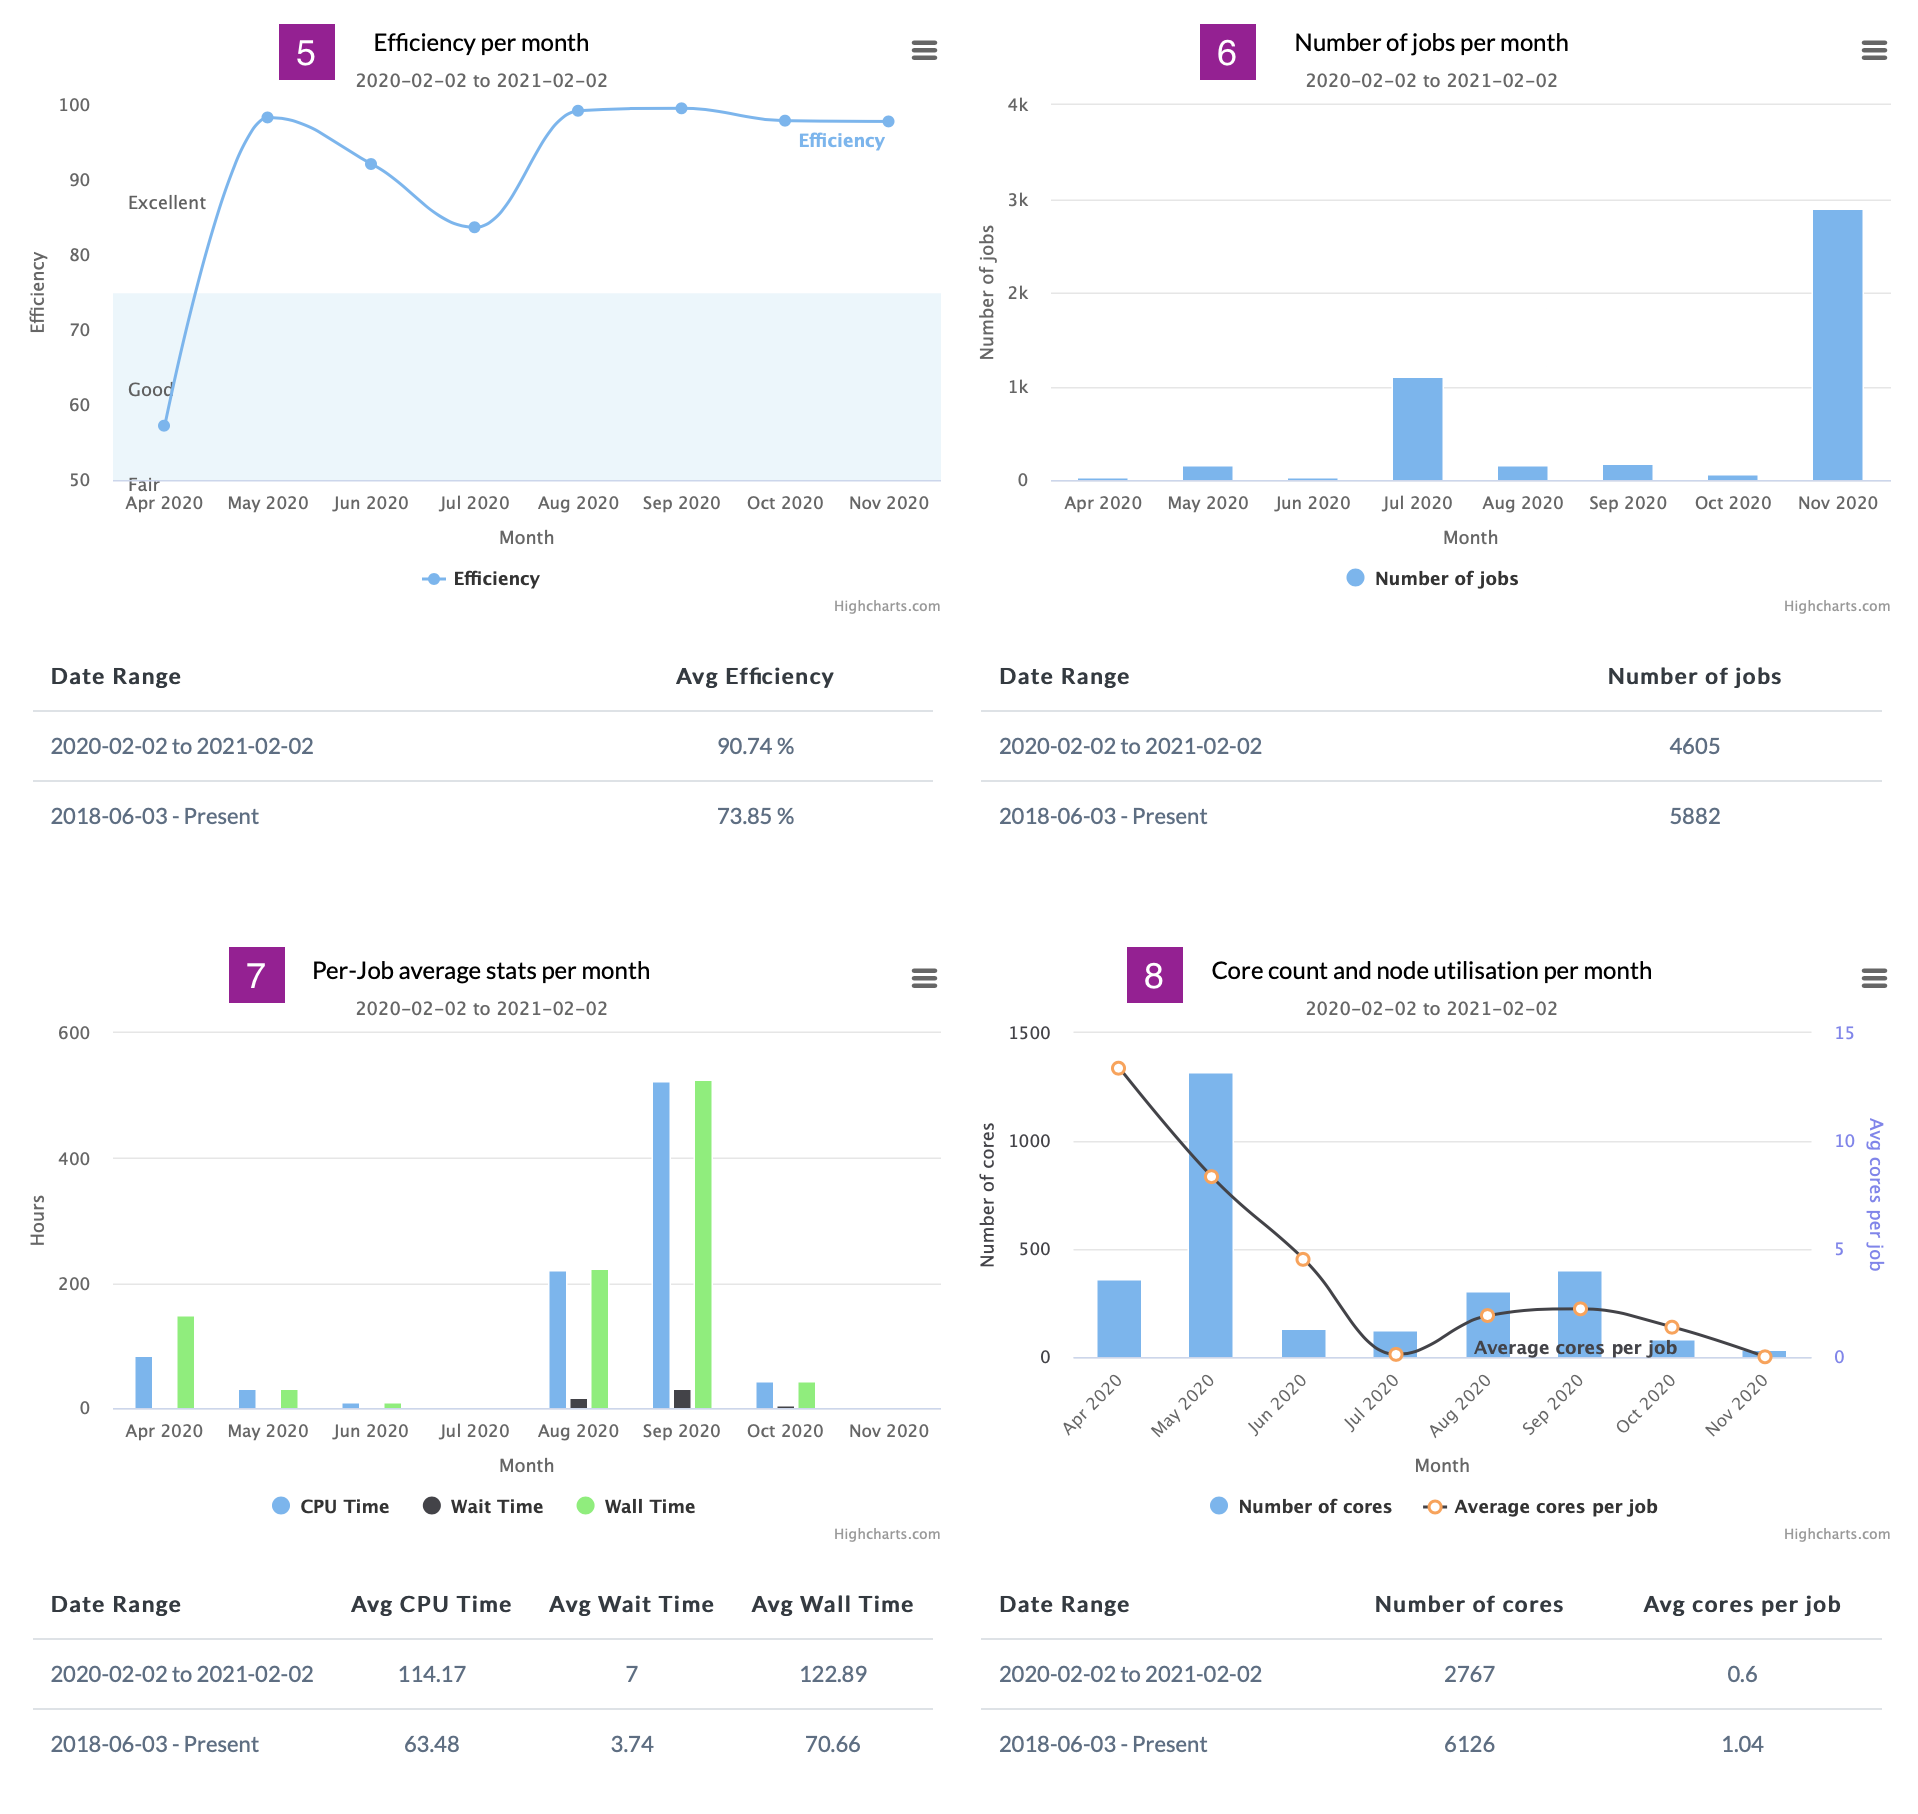 5
Efficiency per month
2020-02-02 to 2021-02-02
100
90
80
70
60
50
Efficiency
Excellent
Good
Fair
Efficiency
Apr 2020 May 2020 Jun 2020 Jul 2020 Aug 2020 Sep 2020 Oct 2020 Nov 2020
Month
Efficiency
Highcharts.com
6
Number of jobs per month
2020-02-02 to 2021-02-02
4k
3k
2k
1k
0
Number of jobs
Apr 2020 May 2020 Jun 2020 Jul 2020 Aug 2020 Sep 2020 Oct 2020 Nov 2020
Month
Number of jobs
Highcharts.com
Date Range Avg Efficiency
2020-02-02 to 2021-02-02 90.74 %
2018-06-03 - Present 73.85 %
Date Range Number of jobs
2020-02-02 to 2021-02-02 4605
2018-06-03 - Present 5882
7
Per-Job average stats per month
2020-02-02 to 2021-02-02
600
400
200
0
Hours
Apr 2020 May 2020 Jun 2020 Jul 2020 Aug 2020 Sep 2020 Oct 2020 Nov 2020
Month
CPU Time Wait Time Wall Time
Highcharts.com
8
Core count and node utilisation per month
2020-02-02 to 2021-02-02
1500
1000
500
0
Number of cores
15
10
5
0
Avg cores per job
Average cores per job
Apr 2020 May 2020 Jun 2020 Jul 2020 Aug 2020 Sep 2020 Oct 2020 Nov 2020
Month
Number of cores Average cores per job
Highcharts.com
Date Range Avg CPU Time Avg Wait Time Avg Wall Time
2020-02-02 to 2021-02-02 114.17 7 122.89
2018-06-03 - Present 63.48 3.74 70.66
Date Range Number of cores Avg cores per job
2020-02-02 to 2021-02-02 2767 0.6
2018-06-03 - Present 6126 1.04